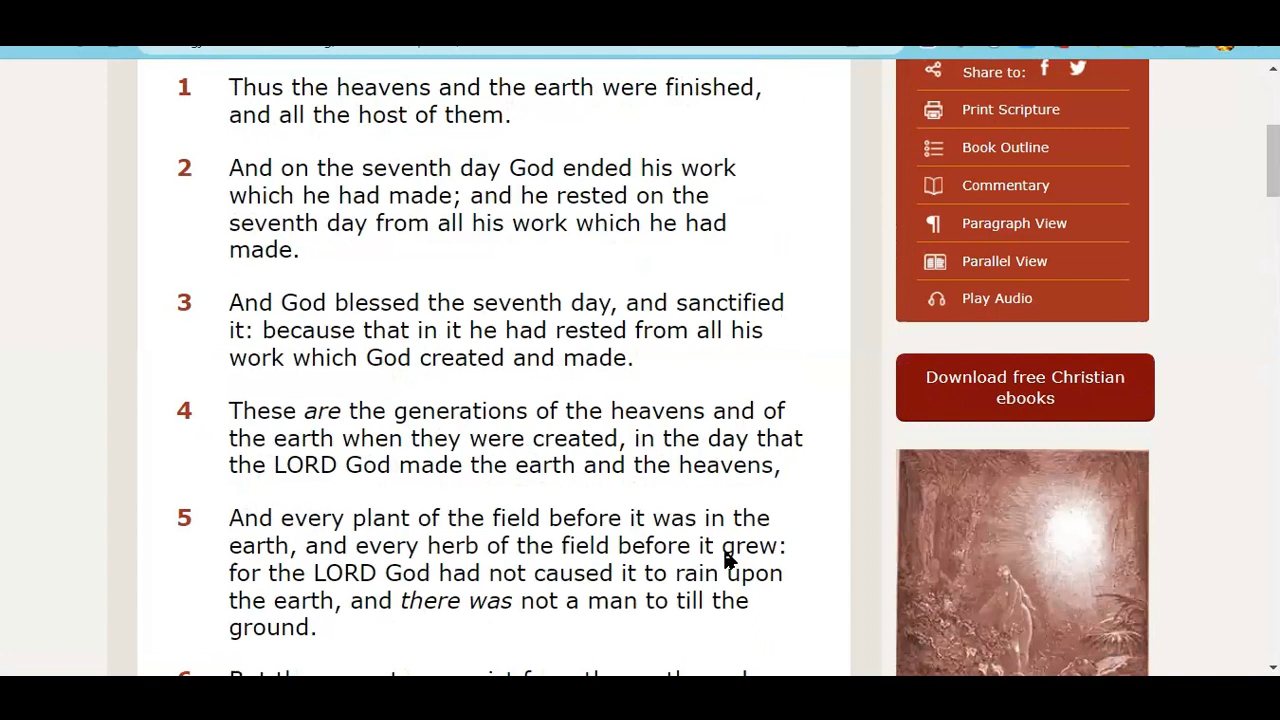 1 Thus the heavens and the earth were finished,
and all the host of them.
2 And on the seventh day God ended his work
which he had made; and he rested on the
seventh day from all his work which he had
made.
3 And God blessed the seventh day, and sanctified
it: because that in it he had rested from all his
work which God created and made.
4 These are the generations of the heavens and of
the earth when they were created, in the day that
the LORD God made the earth and the heavens,
5 And every plant of the field before it was in the
earth, and every herb of the field before it grew:
for the LORD God had not caused it to rain upon
the earth, and there was not a man to till the
ground.
Share to:
Print Scripture
Book Outline
Commentary
Paragraph View
Parallel View
Play Audio
Download free Christian
ebooks